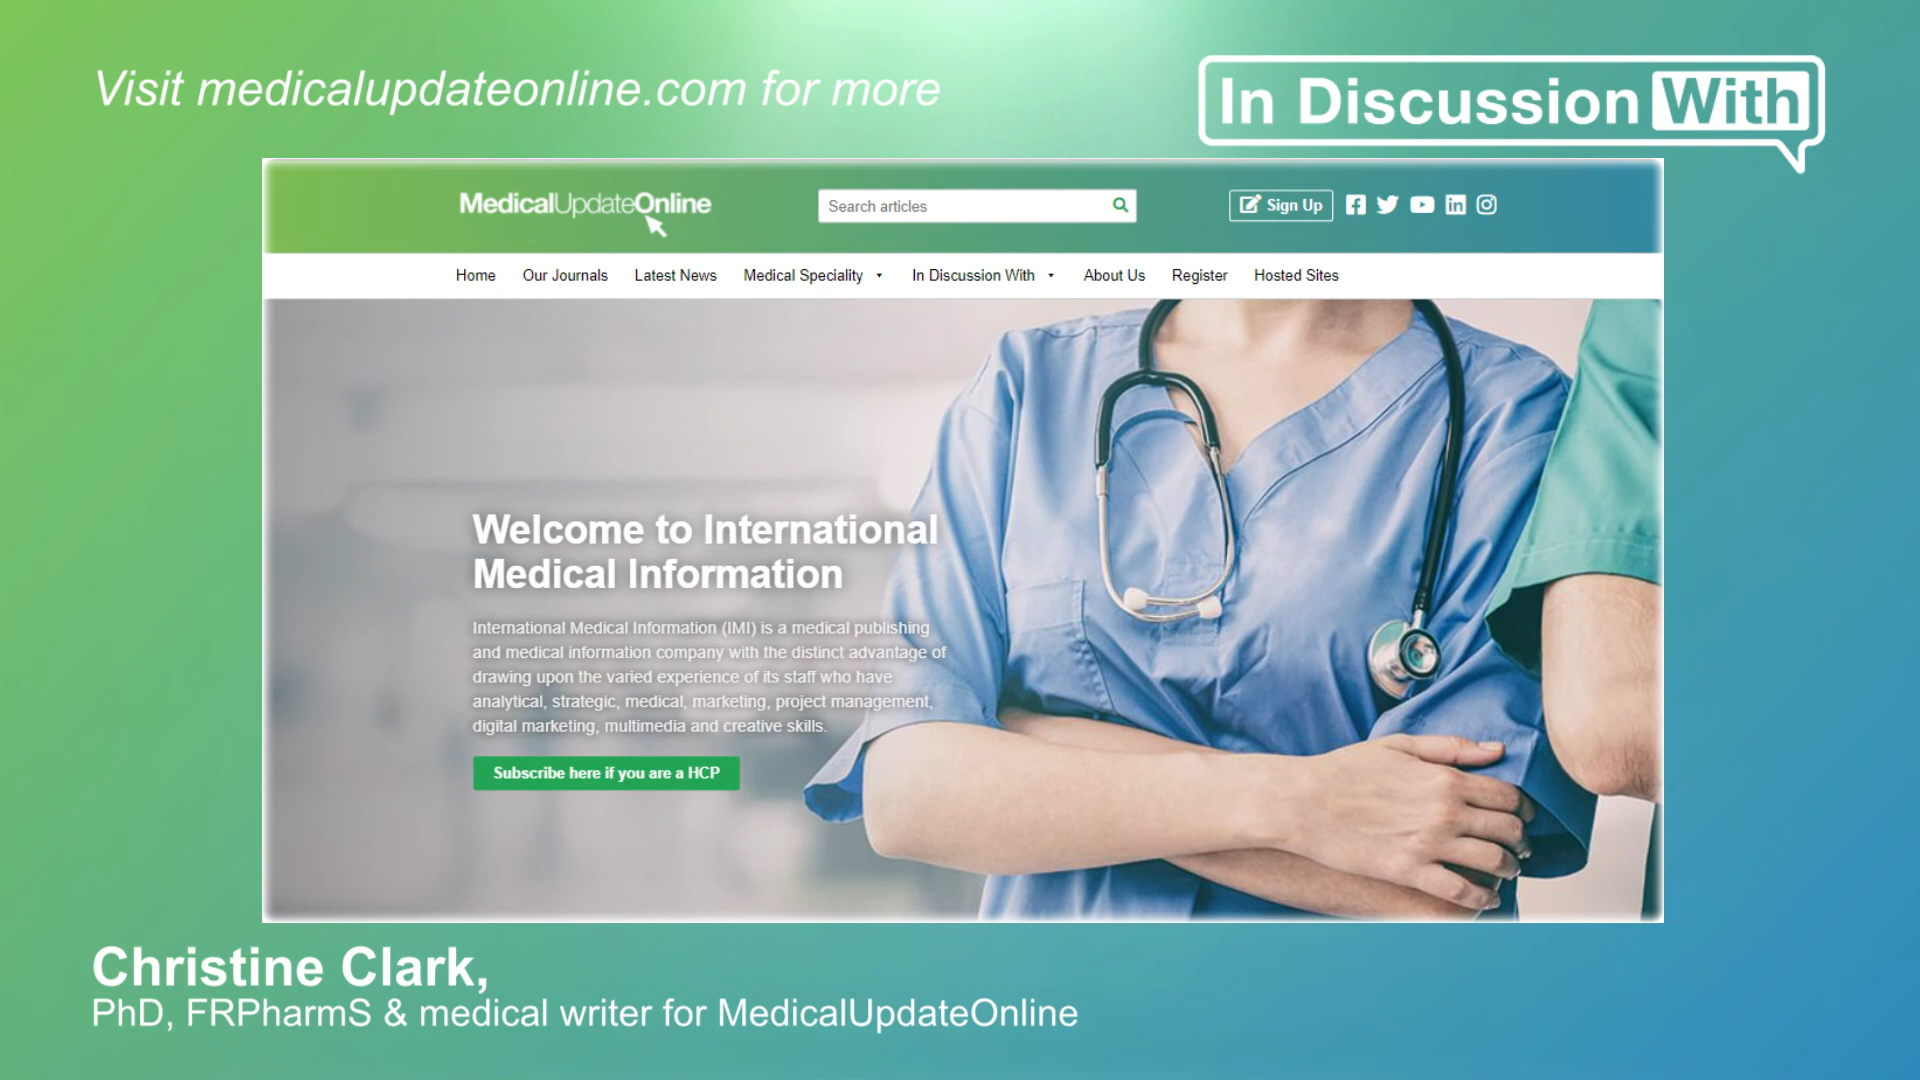 Visit medicalupdateonline.com for more
In Discussion With
MedicalUpdateOnline
Search articles
Sign Up
Home Our Journals Latest News Medical Speciality In Discussion With About Us Register Hosted Sites
Welcome to International
Medical Information
International Medical Information (IMI) is a medical publishing
and medical information company with the distinct advantage of
drawing upon the varied experience of its staff who have
analytical, strategic, medical, marketing, project management,
digital marketing, multimedia and creative skills.
Subscribe here if you are a HCP
Christine Clark,
PhD, FRPharmS & medical writer for MedicalUpdateOnline